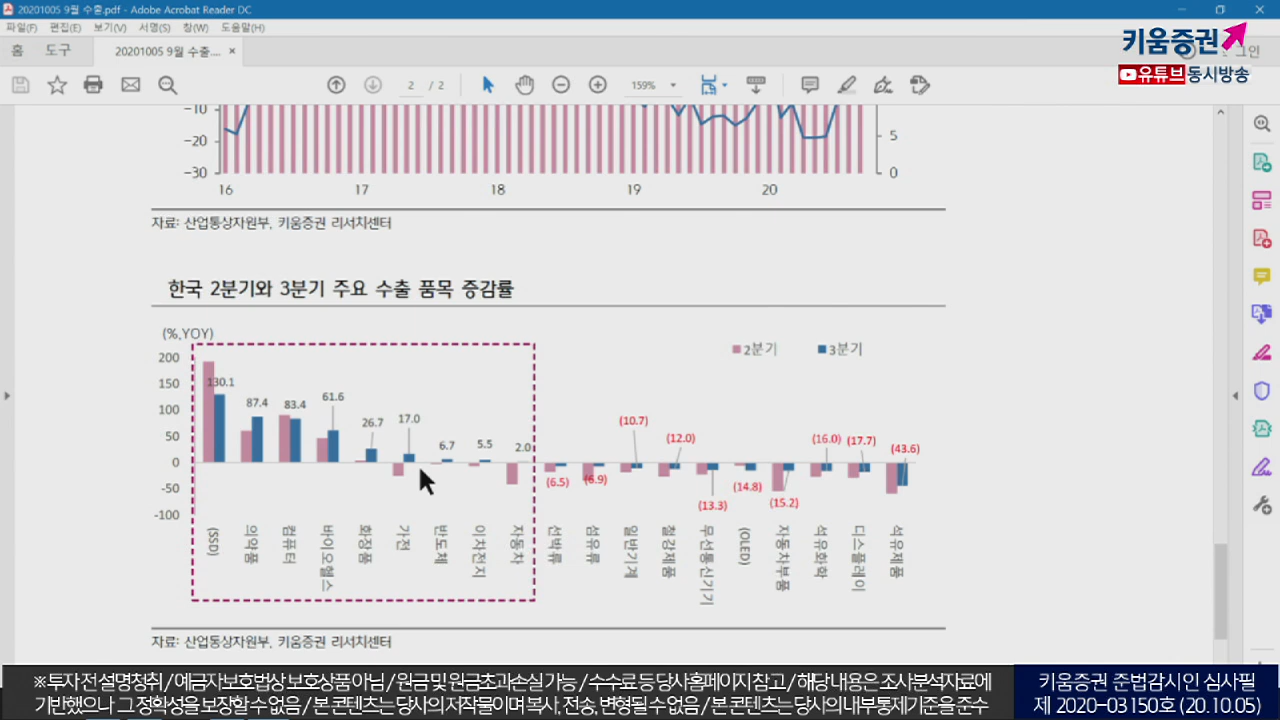 20201005 9월 수출.pdf - Adobe Acrobat Reader DC
파일(F) 편집(E) 보기(V) 서명(S) 창(W) 도움말(H)
홈 도구 20201005 9월 수출.... ×
키움증권
유튜브 동시방송
2 159%
-10
-20
-30
5
0
16 17 18 19 20
자료: 산업통상자원부, 키움증권 리서치센터
한국 2분기와 3분기 주요 수출 품목 증감률
(%,YOY)
2분기 3분기
200
150
100
50
0
-50
-100
130.1 87.4 83.4 61.6 26.7 17.0 6.7 5.5 2.0 (6.5) (6.9) (10.7) (12.0) (13.3) (14.8) (15.2) (16.0) (17.7) (43.6)
(SSD) 의약품 컴퓨터 바이오헬스 화장품 가전 반도체 이차전지 자동차 선박류 섬유류 일반기계 철강제품 무선통신기기 (OLED) 자동차부품 석유화학 디스플레이 석유제품
자료: 산업통상자원부, 키움증권 리서치센터
※ 투자 전 설명청취 / 예금자보호법상 보호상품 아님 / 원금 및 원금초과손실 가능 / 수수료 등 당사 홈페이지 참고 / 해당 내용은 조사분석자료에
기반했으나 그 정확성을 보장할 수 없음 / 본 콘텐츠는 당사의 저작물이며 복사, 전송, 변형될 수 없음 / 본 콘텐츠는 당사의 내부통제기준을 준수
키움증권 준법감시인 심사필
제 2020-03150호 (20.10.05)